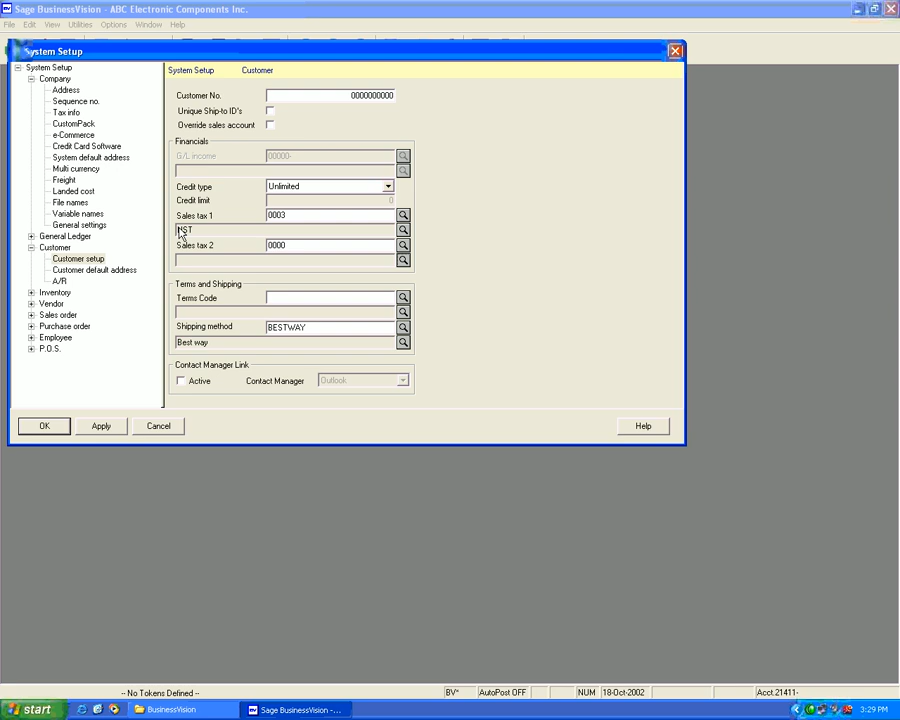 Sage BusinessVision - ABC Electronic Components Inc.
File Edit View Utilities Options Window Help
System Setup
System Setup
Company
Address
Sequence no.
Tax info
CustomPack
e-Commerce
Credit Card Software
System default address
Multi currency
Freight
Landed cost
File names
Variable names
General settings
General Ledger
Customer
Customer setup
Customer default address
A/R
Inventory
Vendor
Sales order
Purchase order
Employee
P.O.S.
System Setup Customer
Customer No. 0000000000
Unique Ship-to ID's
Override sales account
Financials
G/L income 00000-
Credit type Unlimited
Credit limit 0
Sales tax 1 0003
Sales tax 2 0000
Terms and Shipping
Terms Code
Shipping method BESTWAY
Best way
Contact Manager Link
Active Contact Manager Outlook
OK Apply Cancel Help
-- No Tokens Defined -- BV* AutoPost OFF NUM 18-Oct-2002 Acct.21411-
start BusinessVision Sage BusinessVision -... 3:29 PM